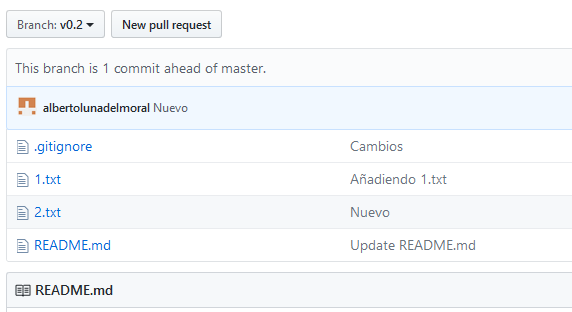 Branch: v0.2 New pull request
This branch is 1 commit ahead of master.
albertolunadelmoral Nuevo
.gitignore Cambios
1.txt Añadiendo 1.txt
2.txt Nuevo
README.md Update README.md
README.md